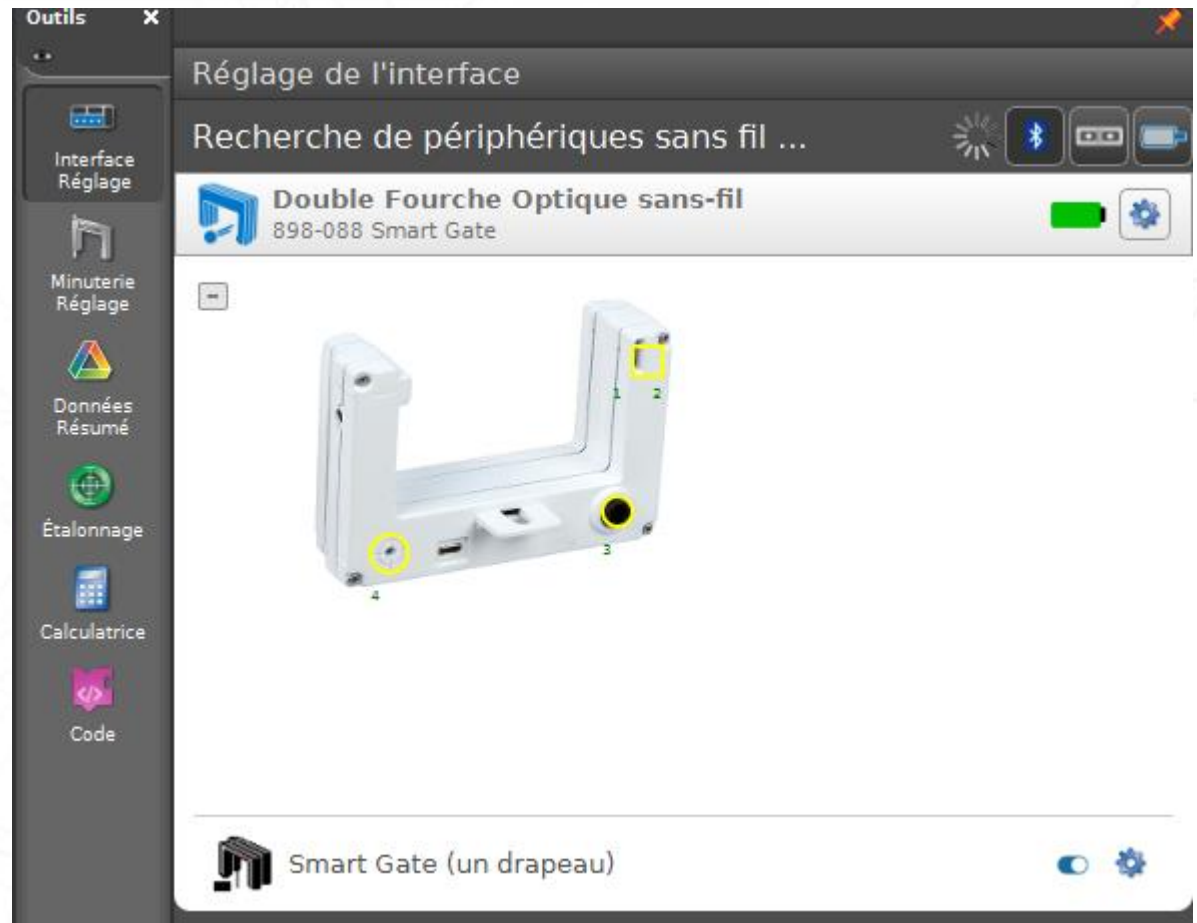 Outils
Réglage de l'interface
Recherche de périphériques sans fil ...
Interface
Réglage
Double Fourche Optique sans-fil
898-088 Smart Gate
Minuterie
Réglage
1 2
3
4
Données
Résumé
Étalonnage
Calculatrice
Code
Smart Gate (un drapeau)